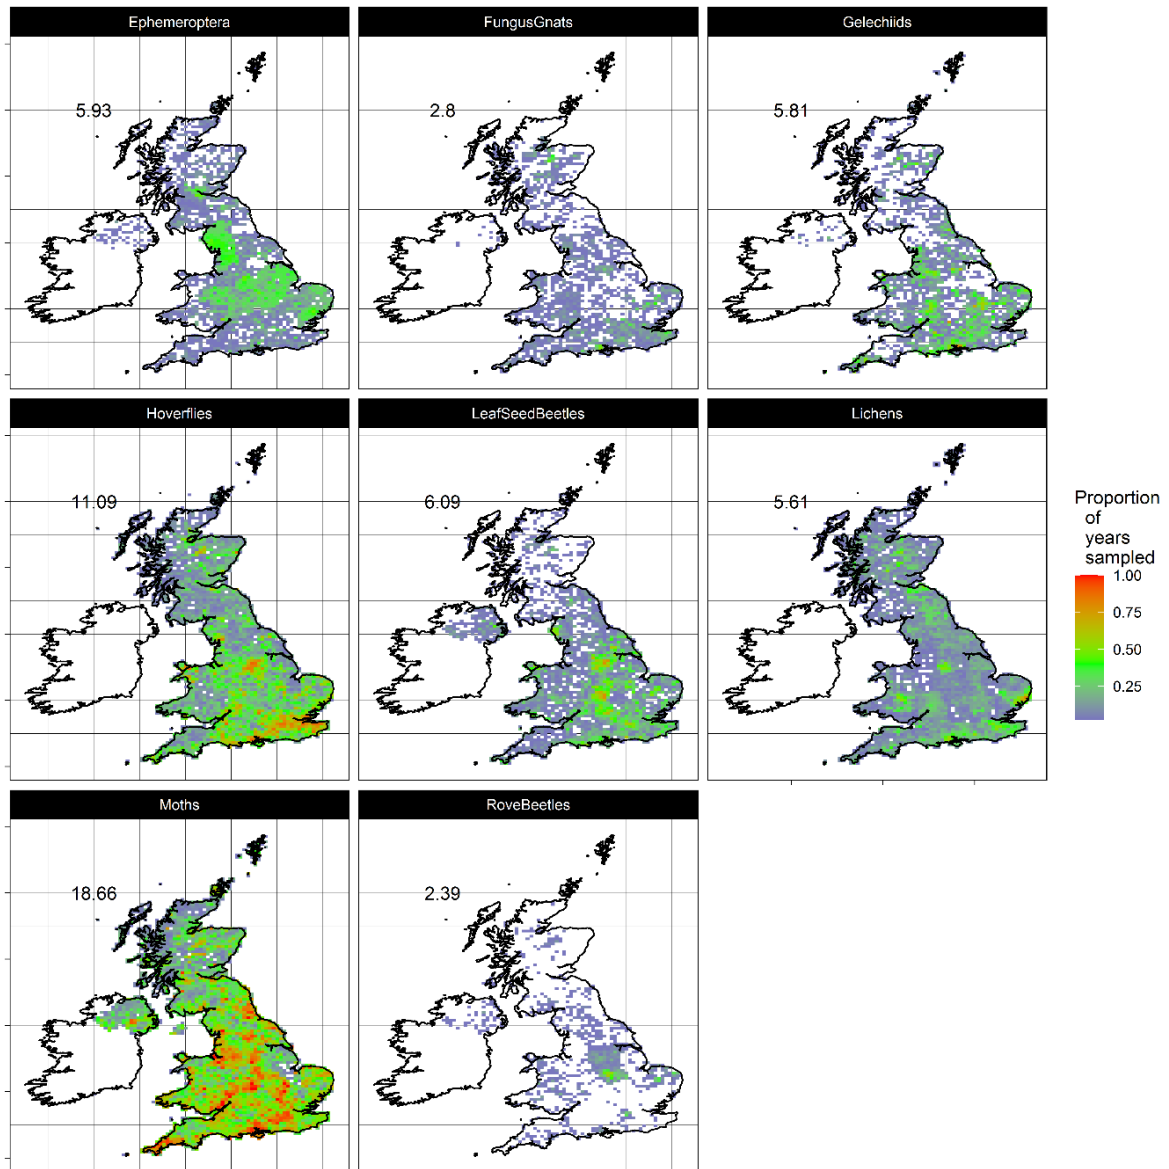 Ephemeroptera
FungusGnats
Gelechiids
5.93
2.8
5.81
Hoverflies
LeafSeedBeetles
Lichens
11.09
6.09
5.61
Proportion
of
years
sampled
1.00
0.75
0.50
0.25
Moths
RoveBeetles
18.66
2.39